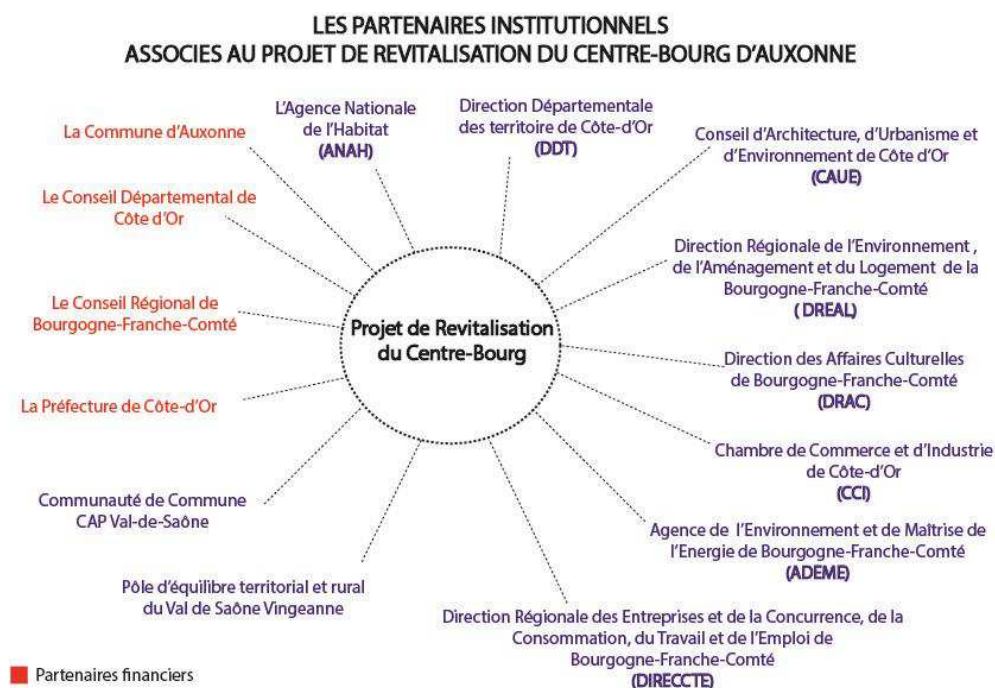 LES PARTENAIRES INSTITUTIONNELS
ASSOCIES AU PROJET DE REVITALISATION DU CENTRE-BOURG D'AUXONNE
La Commune d'Auxonne
L'Agence Nationale
de l'Habitat
(ANAH)
Direction Départementale
des territoire de Côte-d'Or
(DDT)
Conseil d'Architecture, d'Urbanisme et
d'Environnement de Côte d'Or
(CAUE)
Le Conseil Départemental de
Côte d'Or
Direction Régionale de l'Environnement ,
de l'Aménagement et du Logement de la
Bourgogne-Franche-Comté
( DREAL)
Le Conseil Régional de
Bourgogne-Franche-Comté
Projet de Revitalisation
du Centre-Bourg
Direction des Affaires Culturelles
de Bourgogne-Franche-Comté
(DRAC)
La Préfecture de Côte-d'Or
Chambre de Commerce et d'Industrie
de Côte-d'Or
(CCI)
Communauté de Commune
CAP Val-de-Saône
Agence de l'Environnement et de Maîtrise de
l'Energie de Bourgogne-Franche-Comté
(ADEME)
Pôle d'équilibre territorial et rural
du Val de Saône Vingeanne
Direction Régionale des Entreprises et de la Concurrence, de la
Consommation, du Travail et de l'Emploi de
Bourgogne-Franche-Comté
(DIRECCTE)
Partenaires financiers